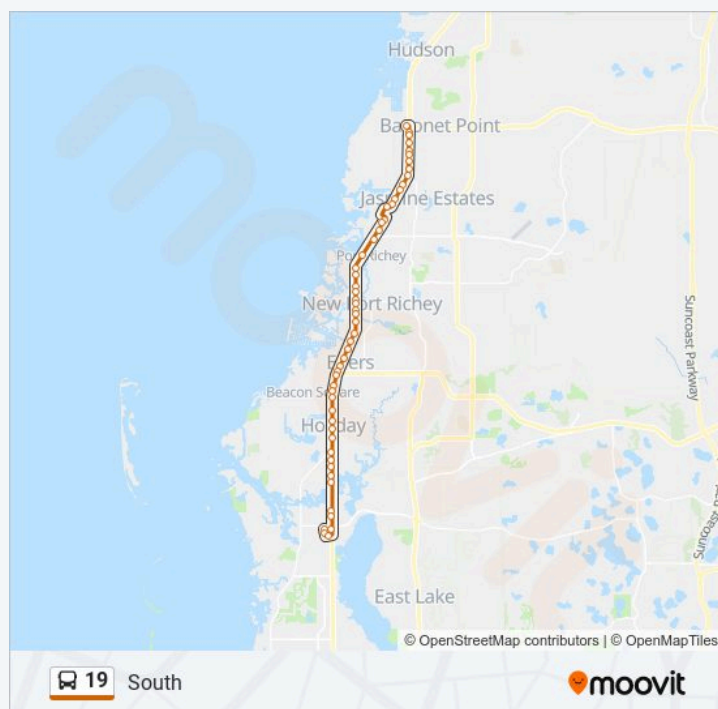 Hudson
Bayonet Point
Jasmine Estates
Port Richey
New Port Richey
Elfers
Beacon Square
Holiday
Suncoast Parkway
Suncoast
East Lake
© OpenStreetMap contributors | © OpenMapTiles
19 South
moovit